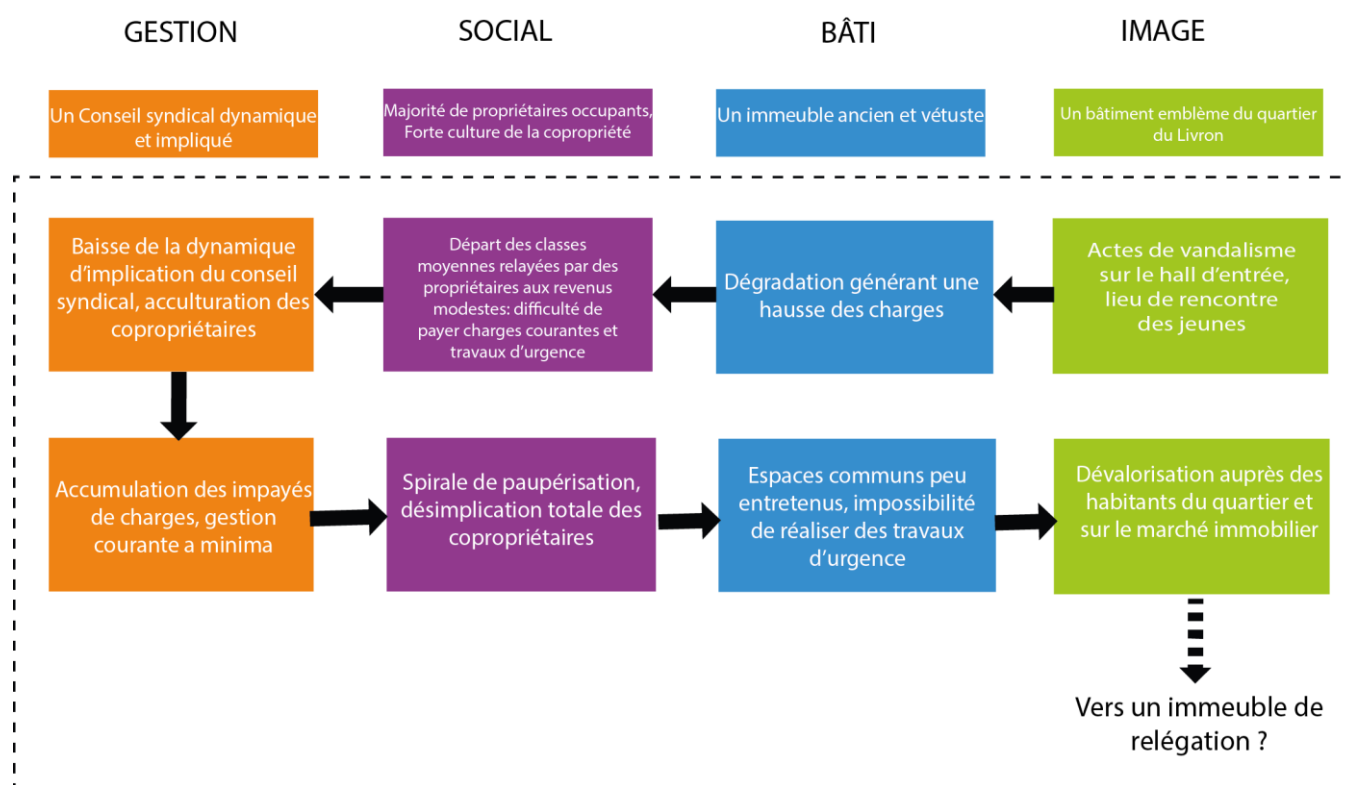 GESTION
SOCIAL
BÂTI
IMAGE
Un Conseil syndical dynamique
et impliqué
Majorité de propriétaires occupants,
Forte culture de la copropriété
Un immeuble ancien et vétuste
Un bâtiment emblème du quartier
du Livron
Baisse de la dynamique
d'implication du conseil
syndical, acculturation des
copropriétaires
Départ des classes
moyennes relayées par des
propriétaires aux revenus
modestes: difficulté de
payer charges courantes et
travaux d'urgence
Dégradation générant une
hausse des charges
Actes de vandalisme
sur le hall d'entrée,
lieu de rencontre
des jeunes
Accumulation des impayés
de charges, gestion
courante a minima
Spirale de paupérisation,
désimplication totale des
copropriétaires
Espaces communs peu
entretenus, impossibilité
de réaliser des travaux
d'urgence
Dévalorisation auprès des
habitants du quartier et
sur le marché immobilier
Vers un immeuble de
relégation ?